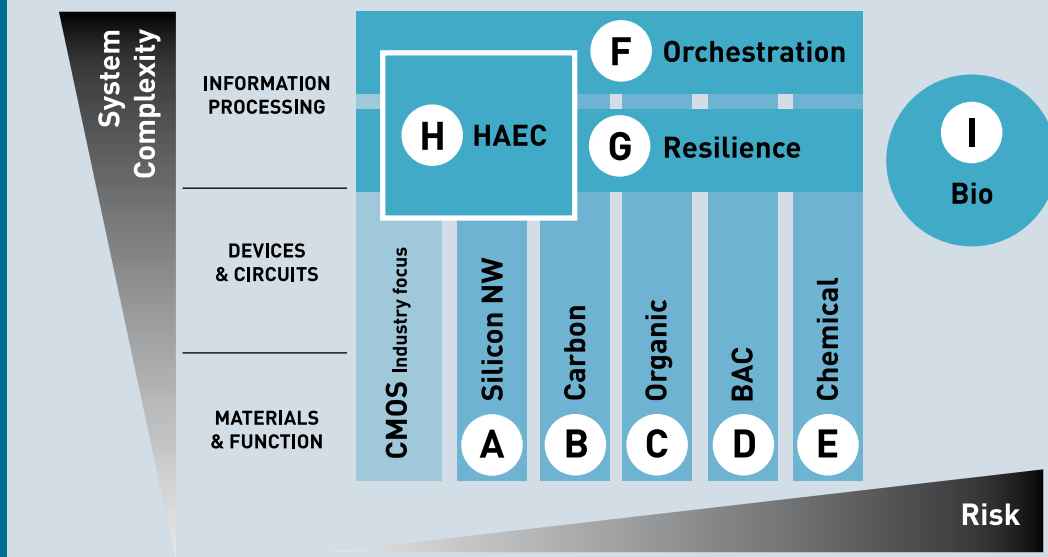 System
Complexity
INFORMATION
PROCESSING
DEVICES
& CIRCUITS
MATERIALS
& FUNCTION
F Orchestration
H HAEC
G Resilience
I
Bio
CMOS Industry focus
Silicon NW
Carbon
Organic
BAC
Chemical
A
B
C
D
E
Risk